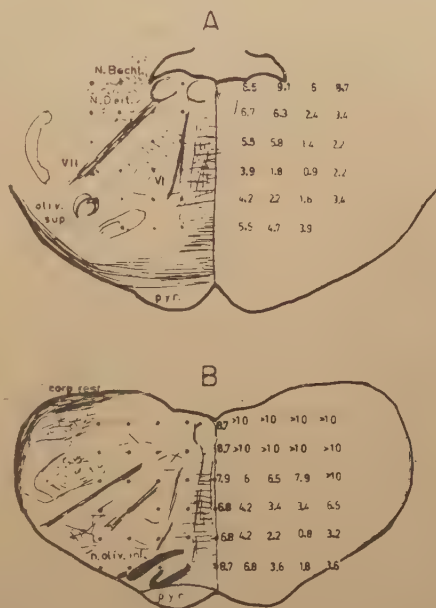 A
N. Becht. 9.1 6 8.7
N. Deit. 6.7 6.3 2.4 3.4
5.5 5.8 1.4 2.2
VII VI 3.9 1.8 0.9 2.2
oliv. 4.2 2.2 1.6 3.4
sup 5.5 4.7 3.9
pyr.
B
corp rest.
8.7 >10 >10 >10 >10
8.7 >10 >10 >10 >10
7.9 6 6.5 7.9 >10
6.8 4.2 3.4 3.4 6.5
6.8 4.2 2.2 0.8 3.2
n. oliv. inf. 8.7 6.8 3.6 1.8 3.6
pyr.